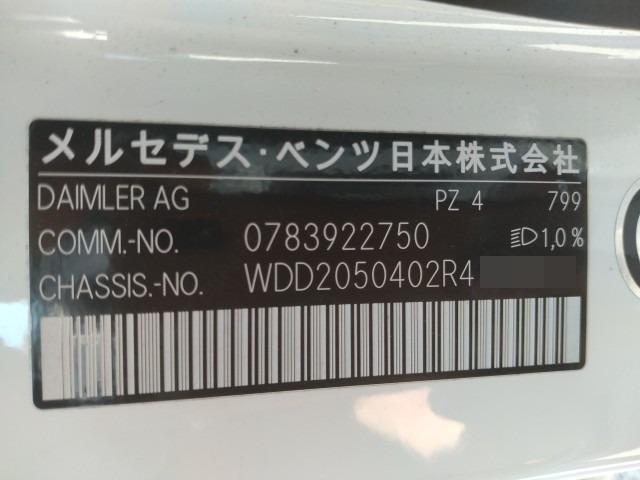 メルセデス・ベンツ日本株式会社
DAIMLER AG PZ 4 799
COMM.-NO. 0783922750 1,0%
CHASSIS.-NO. WDD2050402R4